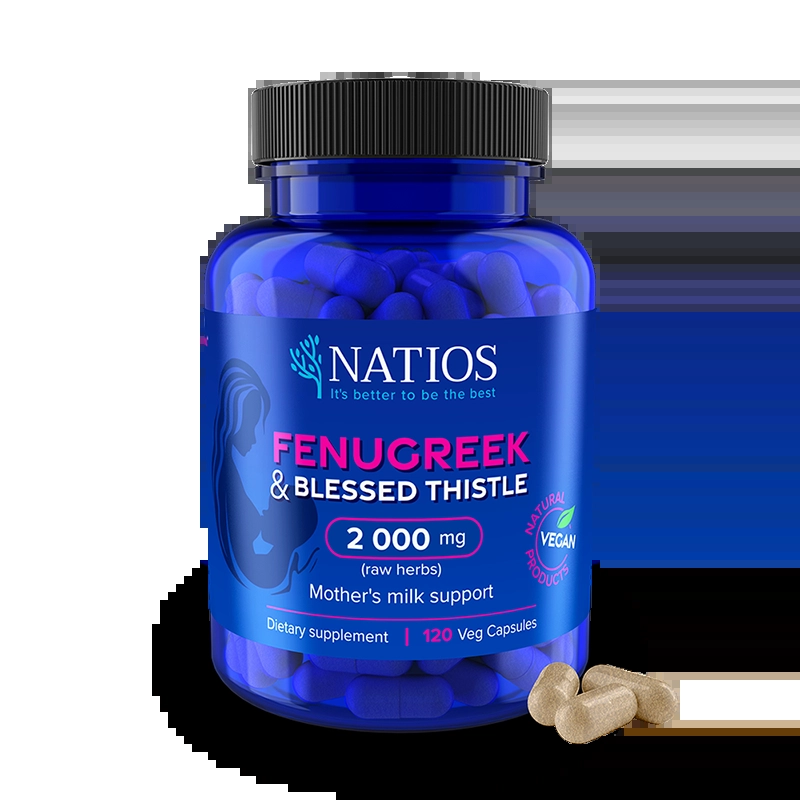 NATIOS
It's better to be the best
FENUGREEK
& BLESSED THISTLE
2 000 mg
(raw herbs)
Mother's milk support
Dietary supplement | 120 Veg Capsules
NATURAL
VEGAN
PRODUCTS